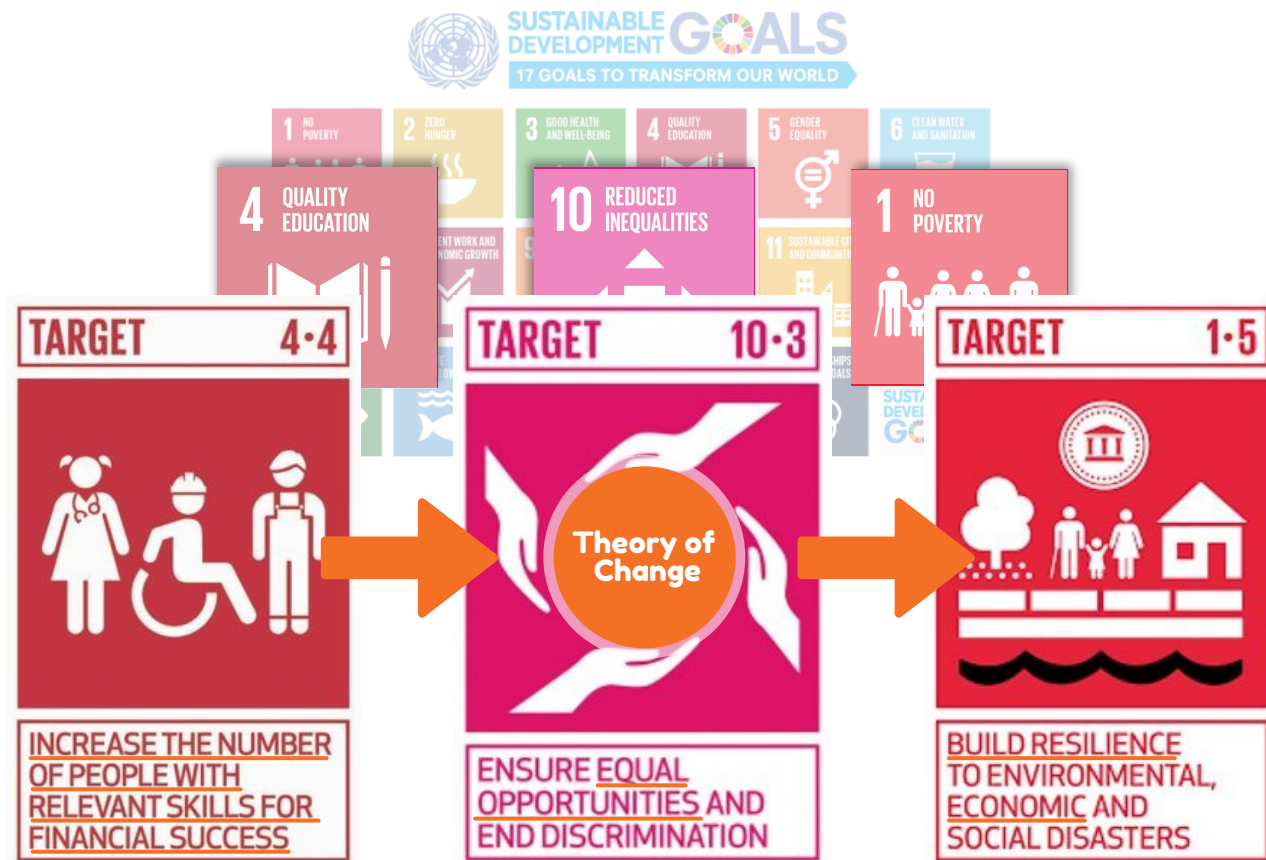 SUSTAINABLE
DEVELOPMENT GOALS
17 GOALS TO TRANSFORM OUR WORLD
1 NO
POVERTY
2 ZERO
HUNGER
3 GOOD HEALTH
AND WELL-BEING
4 QUALITY
EDUCATION
5 GENDER
EQUALITY
6 CLEAN WATER
AND SANITATION
4 QUALITY
EDUCATION
10 REDUCED
INEQUALITIES
1 NO
POVERTY
WORK AND
GROWTH
9
11 SUSTAINABLE
AND
TARGET 4.4
TARGET 10.3
TARGET 1.5
Theory of
Change
INCREASE THE NUMBER
OF PEOPLE WITH
RELEVANT SKILLS FOR
FINANCIAL SUCCESS
ENSURE EQUAL
OPPORTUNITIES AND
END DISCRIMINATION
BUILD RESILIENCE
TO ENVIRONMENTAL,
ECONOMIC AND
SOCIAL DISASTERS